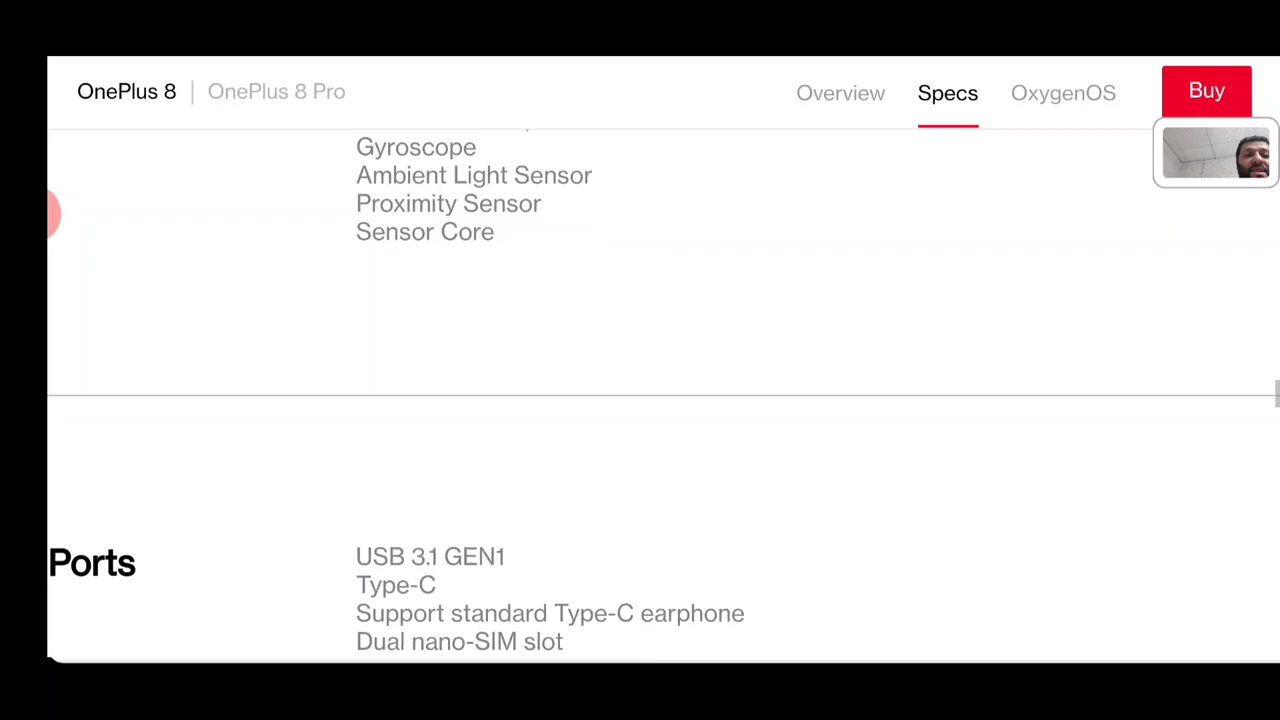 OnePlus 8 | OnePlus 8 Pro
Overview Specs OxygenOS Buy
Gyroscope
Ambient Light Sensor
Proximity Sensor
Sensor Core
Ports
USB 3.1 GEN1
Type-C
Support standard Type-C earphone
Dual nano-SIM slot